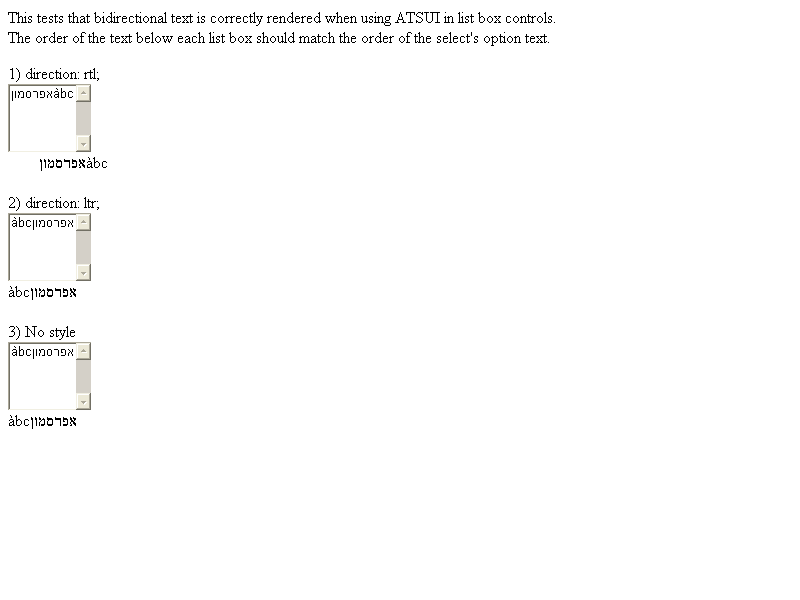 This tests that bidirectional text is correctly rendered when using ATSUI in list box controls.
The order of the text below each list box should match the order of the select's option text.
1) direction: rtl;
àbcאפרסמון
àbcאפרסמון
2) direction: ltr;
àbcאפרסמון
àbcאפרסמון
3) No style
àbcאפרסמון
àbcאפרסמון